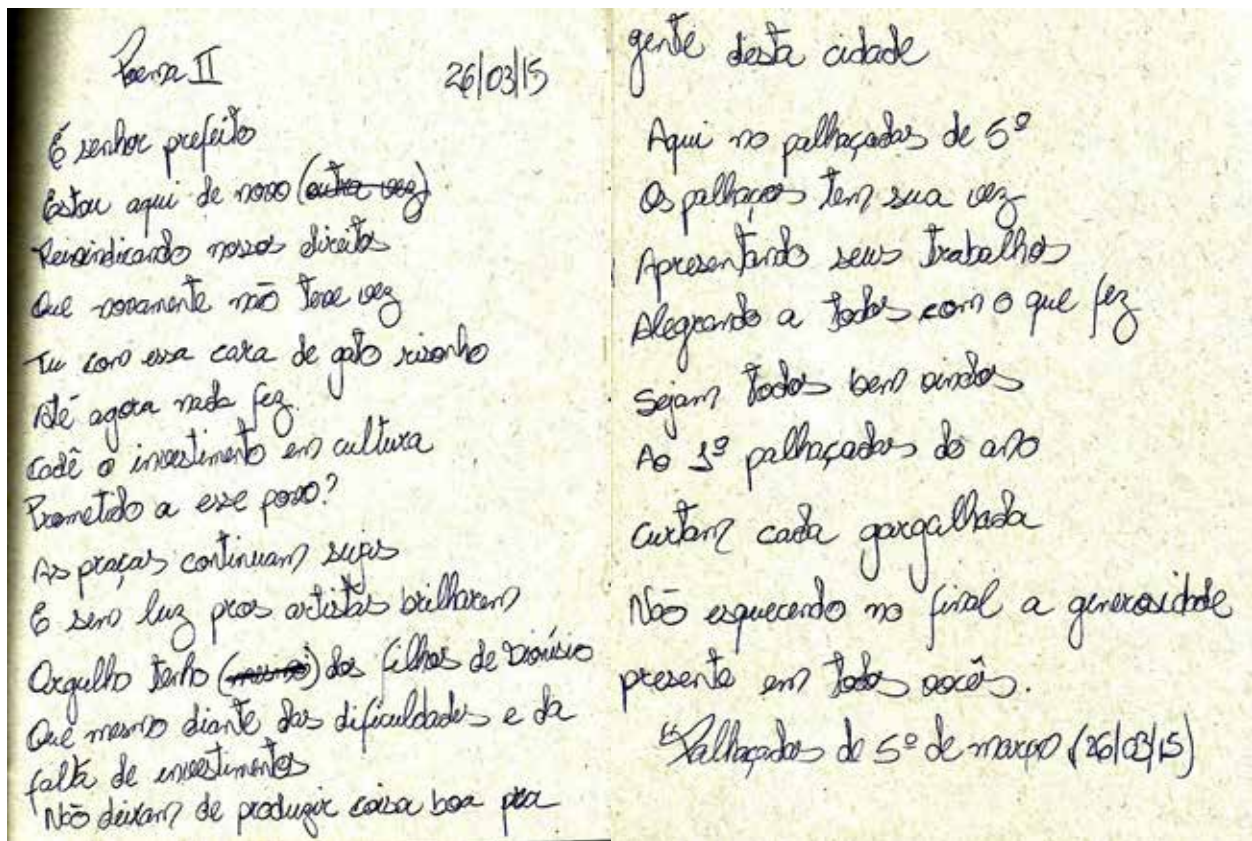 Poema II 26/03/15
É senhor prefeito
Estou aqui de novo (outra vez)
Reivindicando nossos direitos
Que novamente não teve vez
Tu com essa cara de gato risonho
Até agora nada fez
Cadê o investimento em cultura
Prometido a esse povo?
As praças continuam sujas
E sem luz pros artistas brilharem
Orgulho tenho (mesmo) dos filhos de Dionísio
Que mesmo diante das dificuldades e da
falta de investimentos
Não deixam de produzir coisa boa pra
gente desta cidade
Aqui no palhaçadas de 5ª
Os palhaços tem sua vez
Apresentando seus trabalhos
Alegrando a todos com o que fez
Sejam todos bem vindos
Ao 1º palhaçadas do ano
Curtam cada gargalhada
Não esquecendo no final a generosidade
presente em todos vocês.
Palhaçadas de 5ª de março (26/03/15)